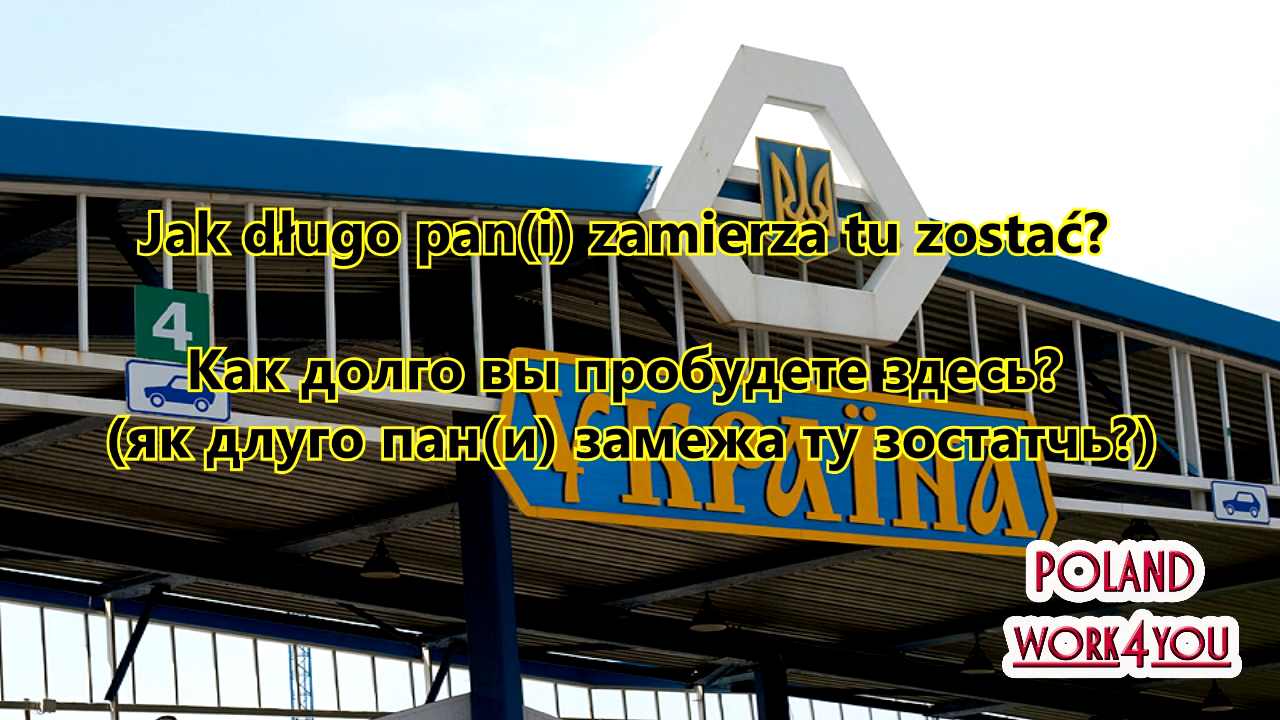 Jak długo pan(i) zamierza tu zostać?
4
Как долго вы пробудете здесь?
(як длуго пан(и) замежа ту зостатчь?)
УКРАЇНА
POLAND
WORK4YOU